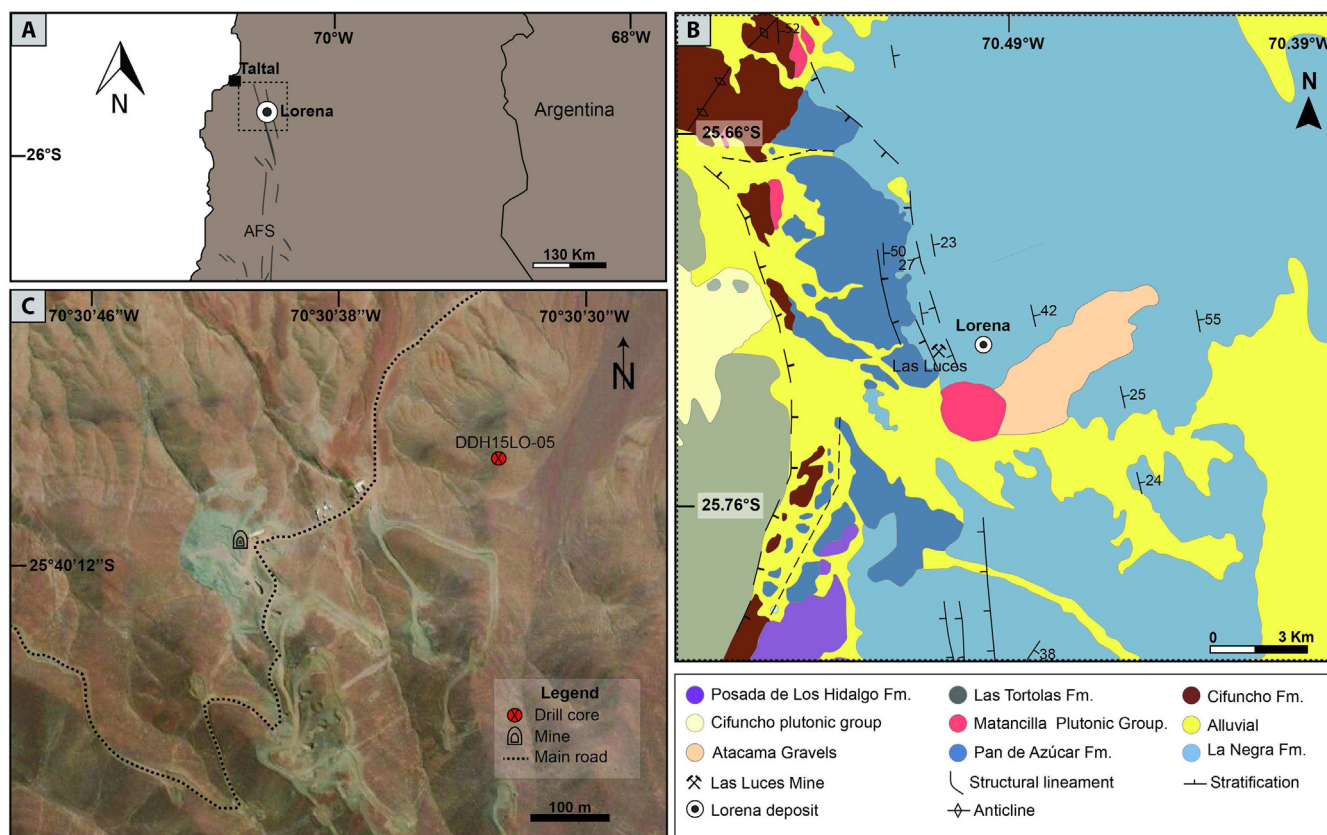 A
70°W
68°W
N
Taltal
Lorena
Argentina
26°S
AFS
130 Km
B
70.49°W
70.39°W
52
N
25.66°S
50
23
27
42
55
Lorena
Las Luces
25
24
25.76°S
38
0 3 Km
C
70°30'46''W
70°30'38''W
70°30'30''W
N
DDH15LO-05
25°40'12''S
Legend
Drill core
Mine
Main road
100 m
Posada de Los Hidalgo Fm.
Las Tortolas Fm.
Cifuncho Fm.
Cifuncho plutonic group
Matancilla Plutonic Group.
Alluvial
Atacama Gravels
Pan de Azúcar Fm.
La Negra Fm.
Las Luces Mine
Structural lineament
Stratification
Lorena deposit
Anticline